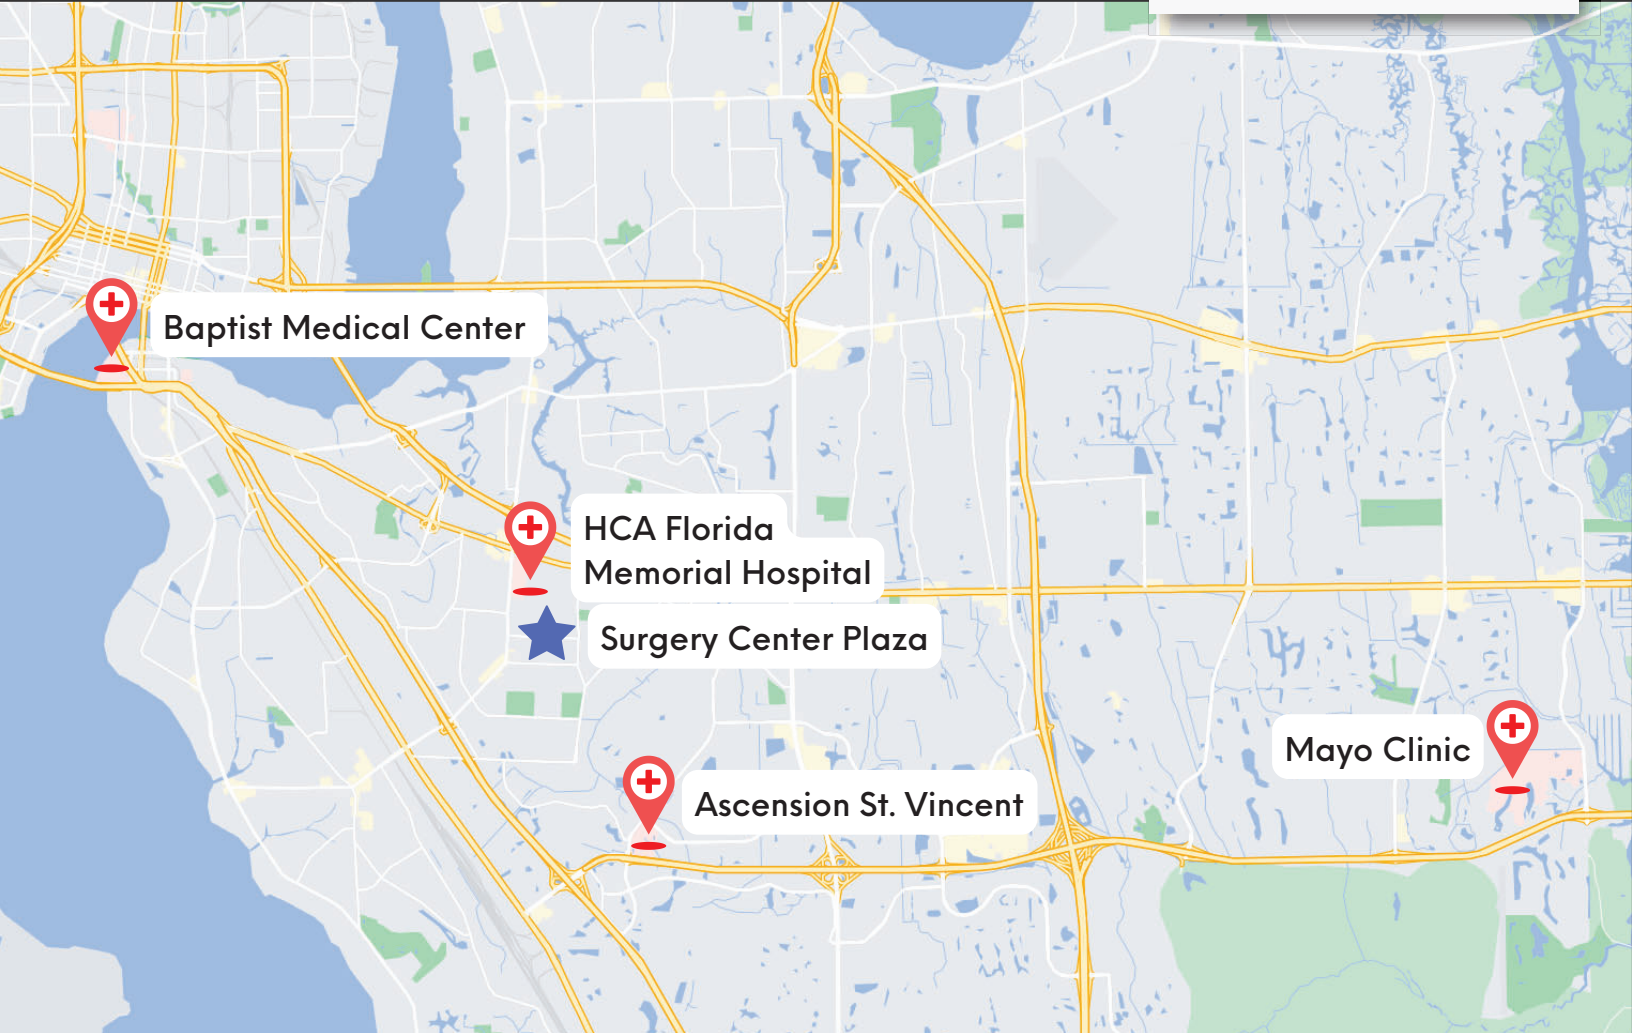 Baptist Medical Center
HCA Florida
Memorial Hospital
Surgery Center Plaza
Mayo Clinic
Ascension St. Vincent